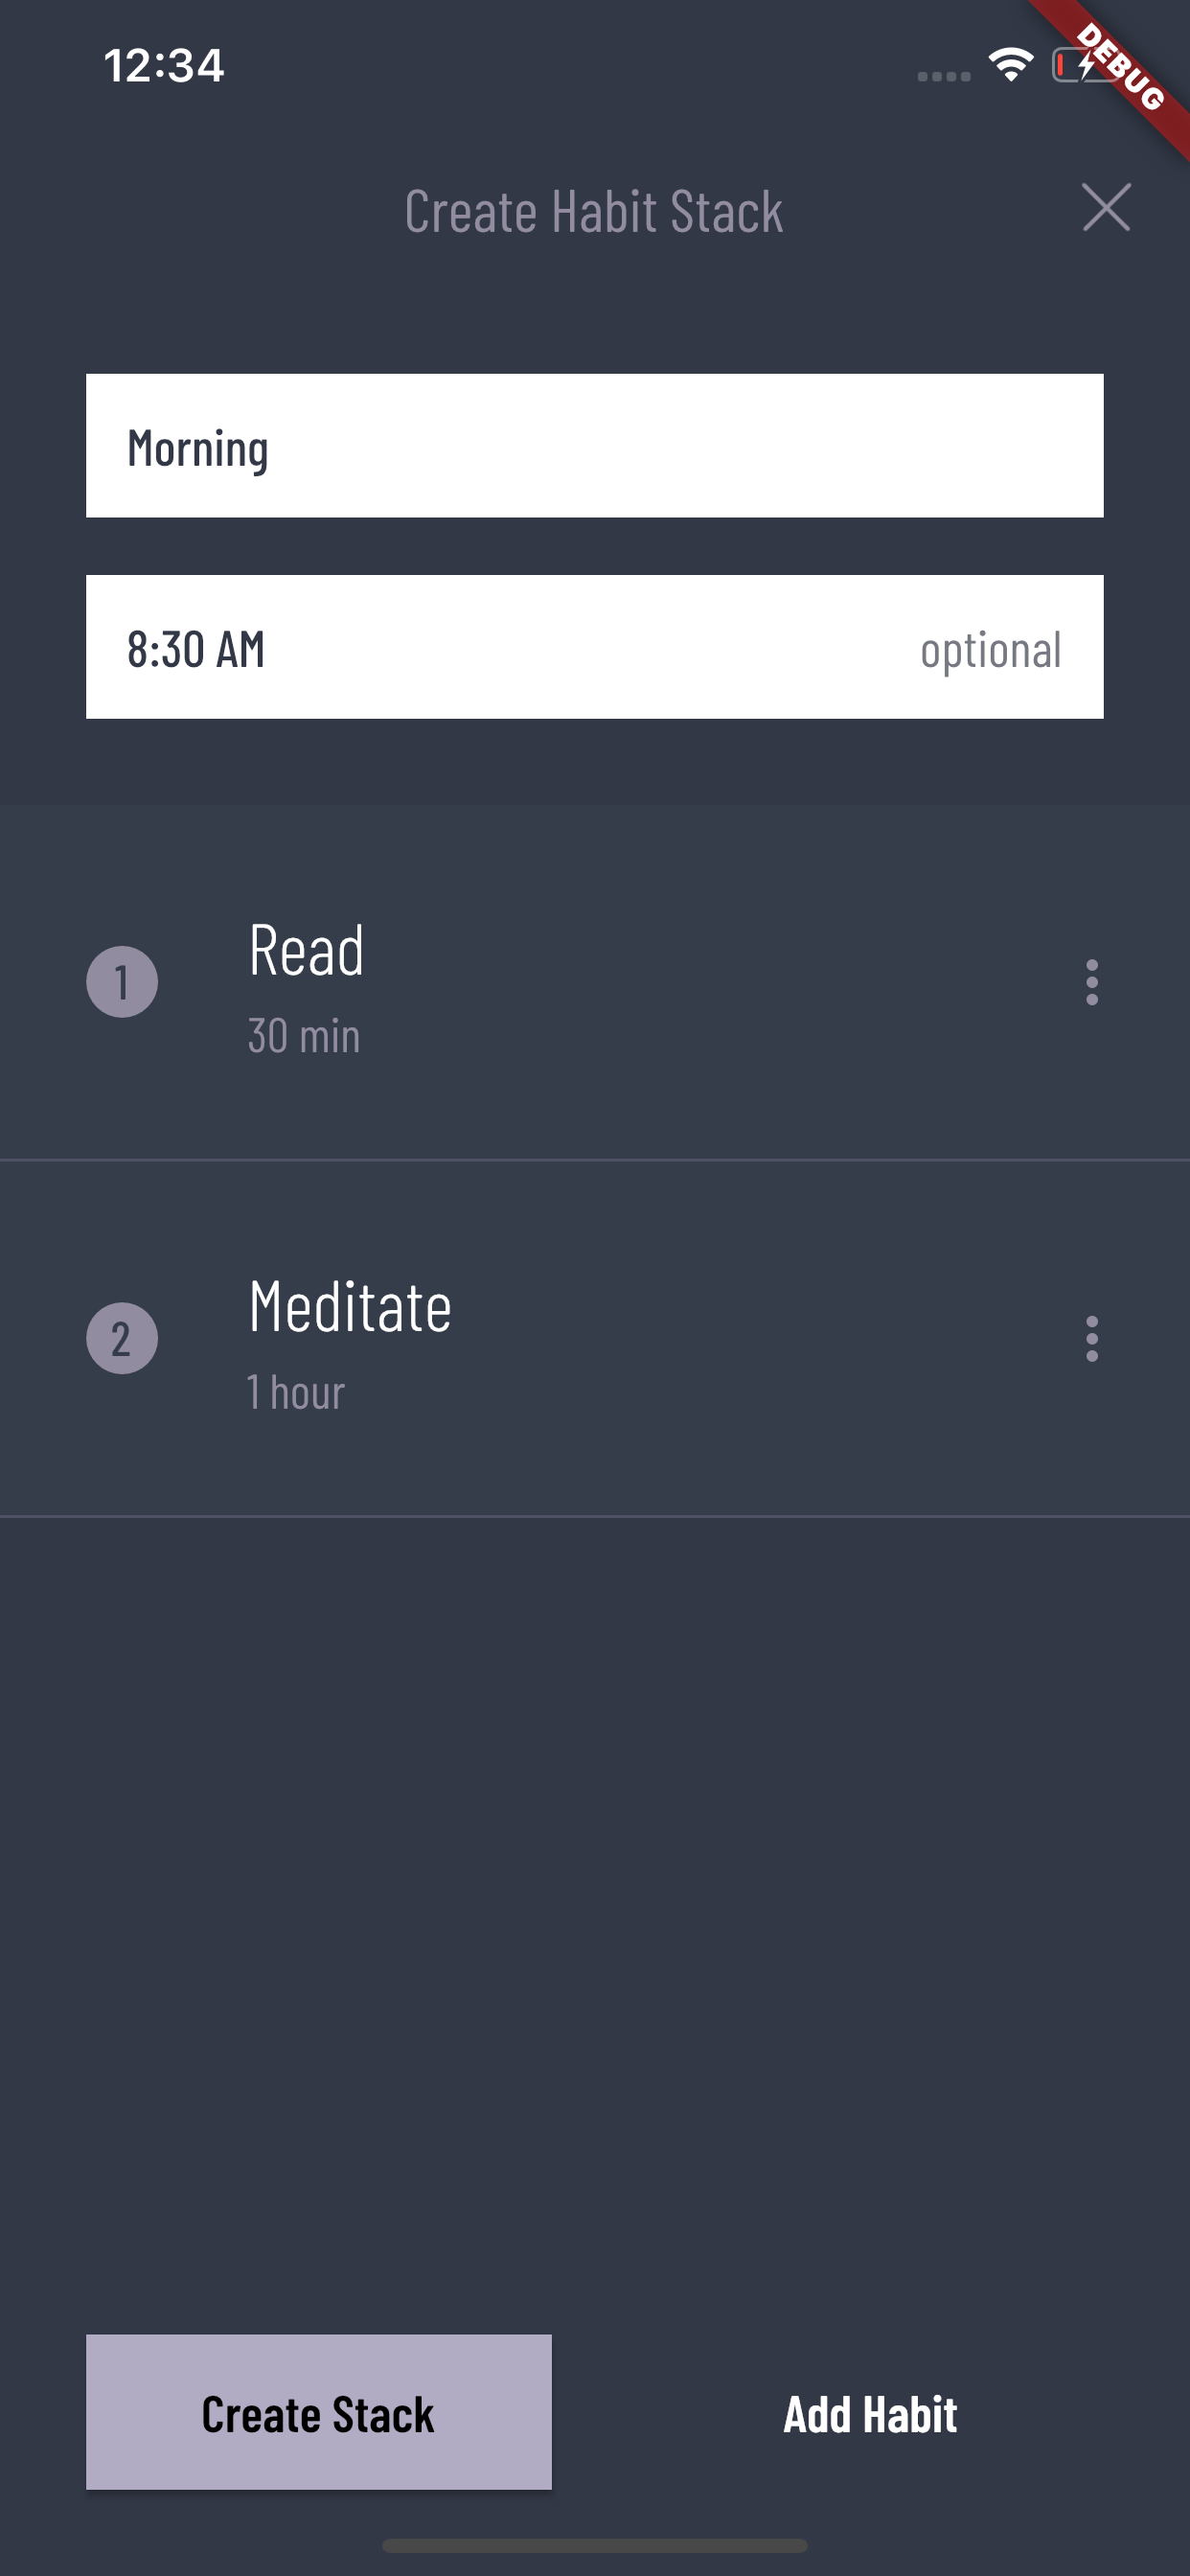 12:34
DEBUG
Create Habit Stack
Morning
8:30 AM optional
1
Read
30 min
2
Meditate
1 hour
Create Stack Add Habit